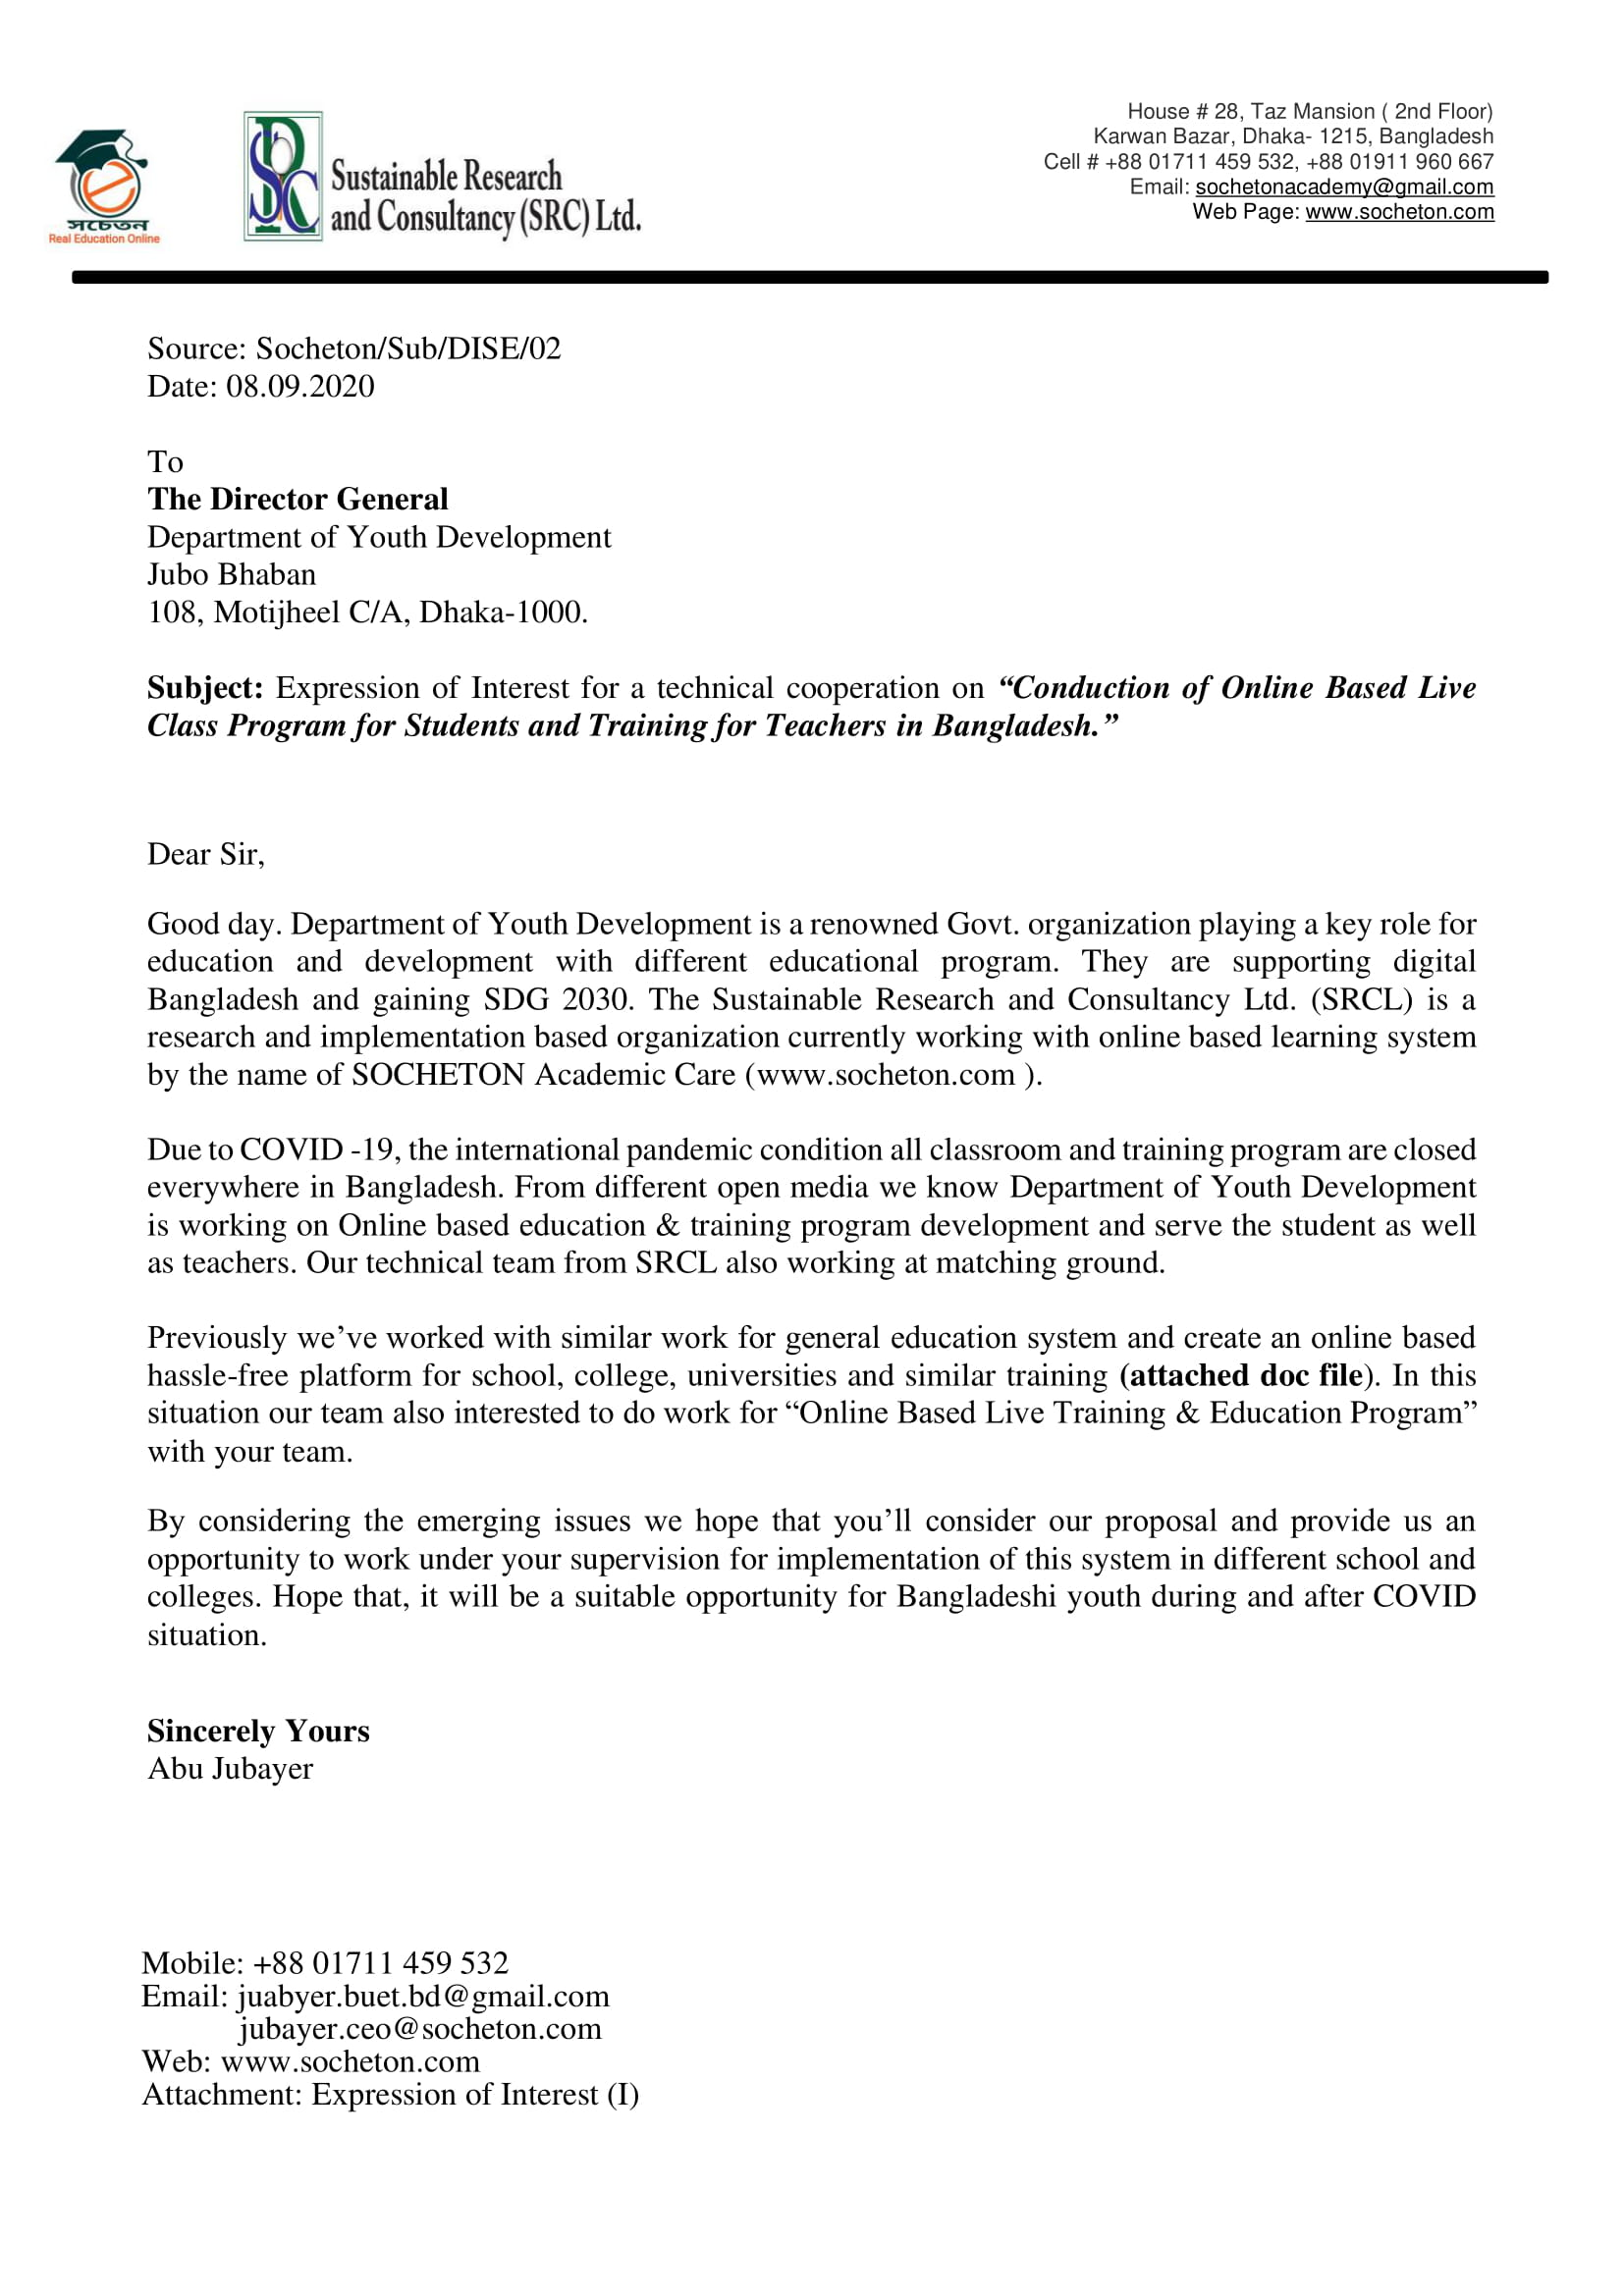 সচেতন
Real Education Online
SRC
Sustainable Research
and Consultancy (SRC) Ltd.
House # 28, Taz Mansion ( 2nd Floor)
Karwan Bazar, Dhaka- 1215, Bangladesh
Cell # +88 01711 459 532, +88 01911 960 667
Email: sochetonacademy@gmail.com
Web Page: www.socheton.com
Source: Socheton/Sub/DISE/02
Date: 08.09.2020
To
The Director General
Department of Youth Development
Jubo Bhaban
108, Motijheel C/A, Dhaka-1000.
Subject: Expression of Interest for a technical cooperation on “Conduction of Online Based Live
Class Program for Students and Training for Teachers in Bangladesh.”
Dear Sir,
Good day. Department of Youth Development is a renowned Govt. organization playing a key role for
education and development with different educational program. They are supporting digital
Bangladesh and gaining SDG 2030. The Sustainable Research and Consultancy Ltd. (SRCL) is a
research and implementation based organization currently working with online based learning system
by the name of SOCHETON Academic Care (www.socheton.com ).
Due to COVID -19, the international pandemic condition all classroom and training program are closed
everywhere in Bangladesh. From different open media we know Department of Youth Development
is working on Online based education & training program development and serve the student as well
as teachers. Our technical team from SRCL also working at matching ground.
Previously we’ve worked with similar work for general education system and create an online based
hassle-free platform for school, college, universities and similar training (attached doc file). In this
situation our team also interested to do work for “Online Based Live Training & Education Program”
with your team.
By considering the emerging issues we hope that you’ll consider our proposal and provide us an
opportunity to work under your supervision for implementation of this system in different school and
colleges. Hope that, it will be a suitable opportunity for Bangladeshi youth during and after COVID
situation.
Sincerely Yours
Abu Jubayer
Mobile: +88 01711 459 532
Email: juabyer.buet.bd@gmail.com
jubayer.ceo@socheton.com
Web: www.socheton.com
Attachment: Expression of Interest (I)